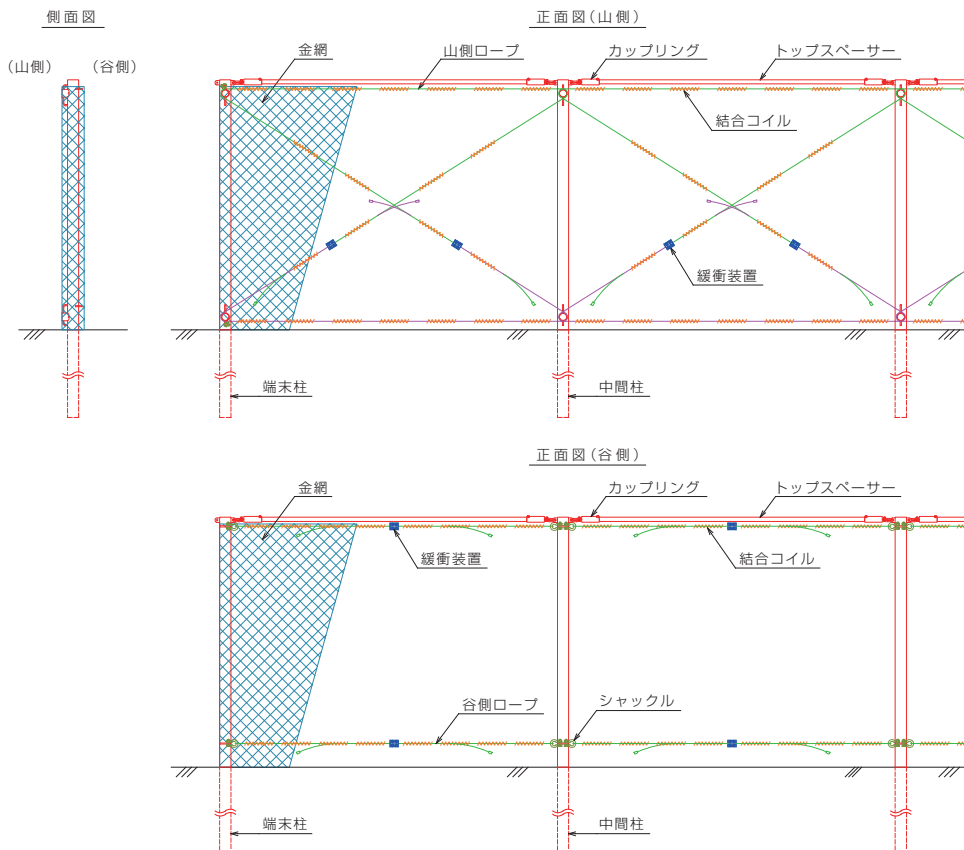 側面図
(山側)
(谷側)
正面図(山側)
金網
山側ロープ
カップリング
トップスペーサー
結合コイル
緩衝装置
端末柱
中間柱
正面図(谷側)
金網
カップリング
トップスペーサー
緩衝装置
結合コイル
谷側ロープ
シャックル
端末柱
中間柱